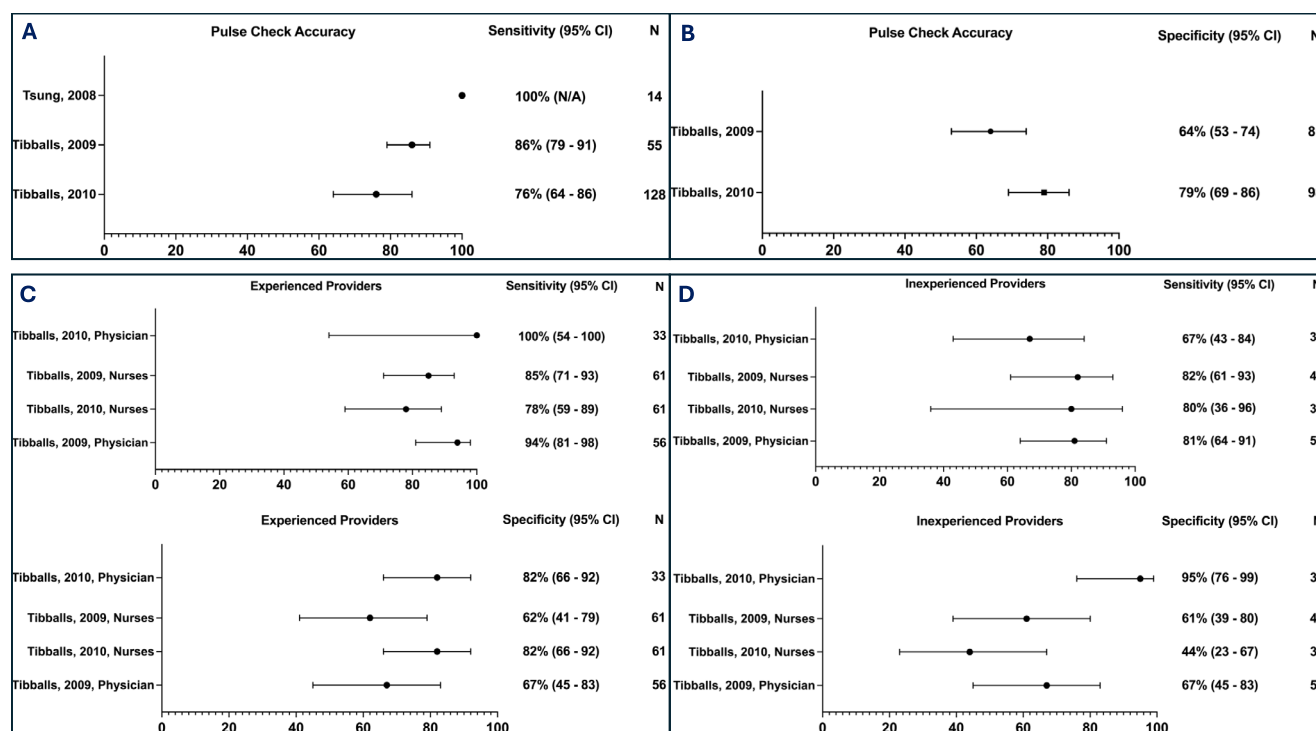 A
Pulse Check Accuracy Sensitivity (95% CI) N
Tsung, 2008 100% (N/A) 14
Tibballs, 2009 86% (79 - 91) 55
Tibballs, 2010 76% (64 - 86) 128
0 20 40 60 80 100
B
Pulse Check Accuracy Specificity (95% CI)
Tibballs, 2009 64% (53 - 74)
Tibballs, 2010 79% (69 - 86)
0 20 40 60 80 100
C
Experienced Providers Sensitivity (95% CI) N
Tibballs, 2010, Physician 100% (54 - 100) 33
Tibballs, 2009, Nurses 85% (71 - 93) 61
Tibballs, 2010, Nurses 78% (59 - 89) 61
Tibballs, 2009, Physician 94% (81 - 98) 56
0 20 40 60 80 100
Experienced Providers Specificity (95% CI) N
Tibballs, 2010, Physician 82% (66 - 92) 33
Tibballs, 2009, Nurses 62% (41 - 79) 61
Tibballs, 2010, Nurses 82% (66 - 92) 61
Tibballs, 2009, Physician 67% (45 - 83) 56
0 20 40 60 80 100
D
Inexperienced Providers Sensitivity (95% CI)
Tibballs, 2010, Physician 67% (43 - 84)
Tibballs, 2009, Nurses 82% (61 - 93)
Tibballs, 2010, Nurses 80% (36 - 96)
Tibballs, 2009, Physician 81% (64 - 91)
0 20 40 60 80 100
Inexperienced Providers Specificity (95% CI)
Tibballs, 2010, Physician 95% (76 - 99)
Tibballs, 2009, Nurses 61% (39 - 80)
Tibballs, 2010, Nurses 44% (23 - 67)
Tibballs, 2009, Physician 67% (45 - 83)
0 20 40 60 80 100